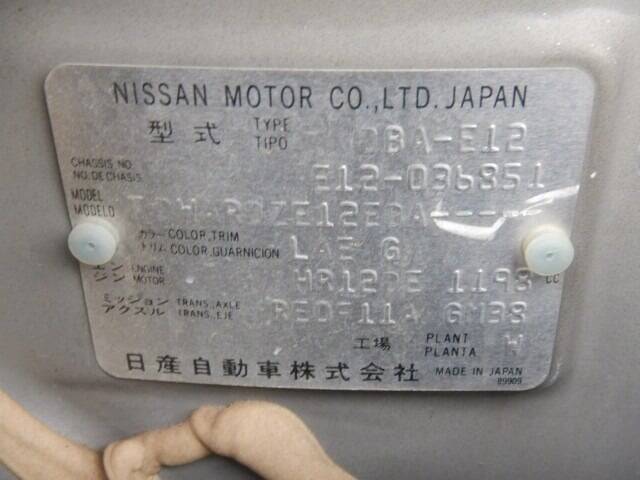 NISSAN MOTOR CO.,LTD. JAPAN
型式 TYPE TIPO DBA-E12
CHASSIS NO. NO. DE CHASIS E12-036851
MODEL MODELO
カラー トリム COLOR, TRIM COLOR, GUARNICION LAE G
エンジン ENGINE MOTOR HR12DE 1198 CC
ミッション アクスル TRANS., AXLE TRANS., EJE RE0F11A GM38
工場 PLANT PLANTA H
日産自動車株式会社 MADE IN JAPAN
89909